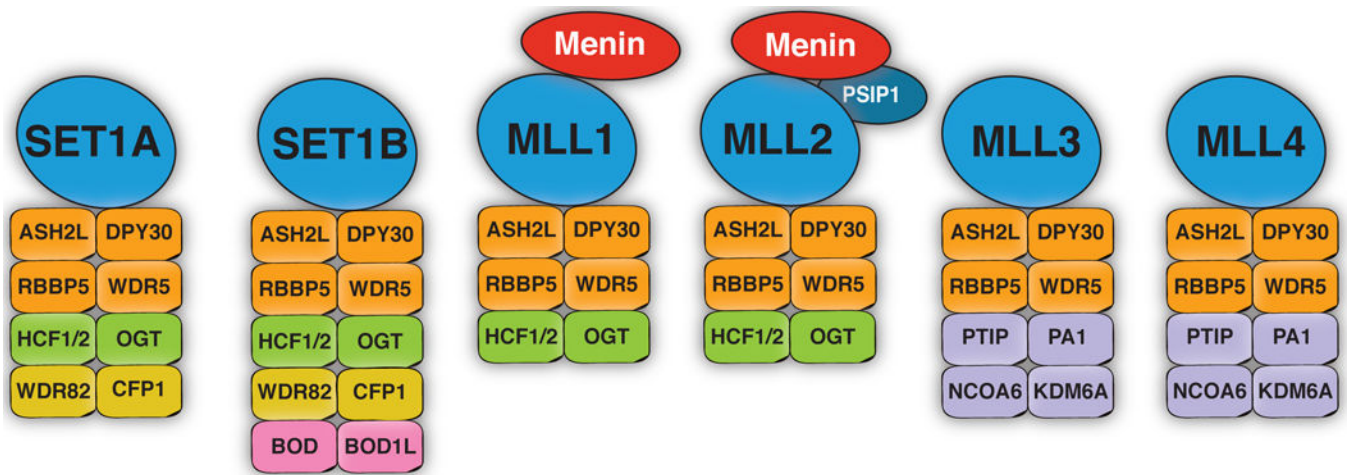 Menin
Menin
PSIP1
SET1A
SET1B
MLL1
MLL2
MLL3
MLL4
ASH2L DPY30
RBBP5 WDR5
HCF1/2 OGT
WDR82 CFP1
ASH2L DPY30
RBBP5 WDR5
HCF1/2 OGT
WDR82 CFP1
BOD BOD1L
ASH2L DPY30
RBBP5 WDR5
HCF1/2 OGT
ASH2L DPY30
RBBP5 WDR5
HCF1/2 OGT
ASH2L DPY30
RBBP5 WDR5
PTIP PA1
NCOA6 KDM6A
ASH2L DPY30
RBBP5 WDR5
PTIP PA1
NCOA6 KDM6A